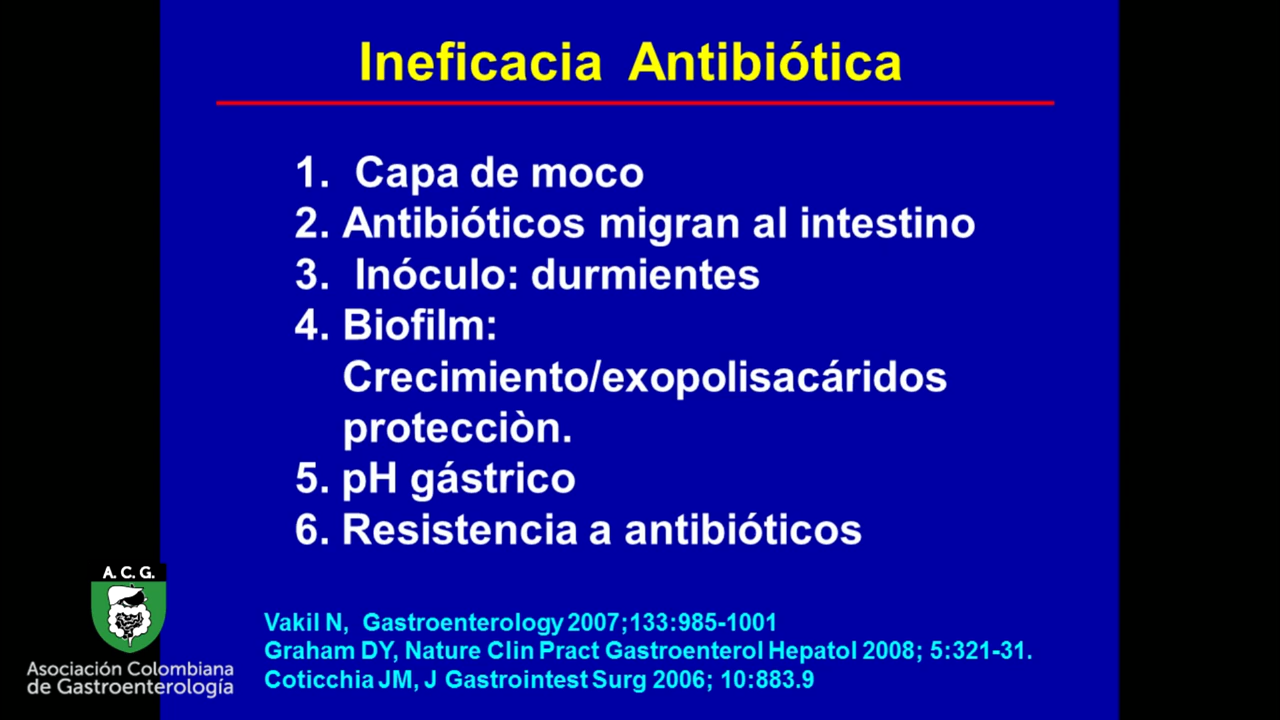 Ineficacia Antibiótica
1. Capa de moco
2. Antibióticos migran al intestino
3. Inóculo: durmientes
4. Biofilm:
Crecimiento/exopolisacáridos
protecciòn.
5. pH gástrico
6. Resistencia a antibióticos
A. C. G.
Asociación Colombiana
de Gastroenterología
Vakil N, Gastroenterology 2007;133:985-1001
Graham DY, Nature Clin Pract Gastroenterol Hepatol 2008; 5:321-31.
Coticchia JM, J Gastrointest Surg 2006; 10:883.9